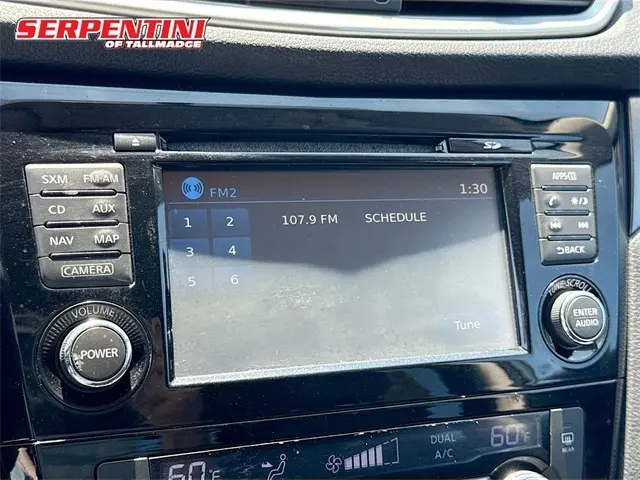 SERPENTINI
OF TALLMADGE
SD
SXM FM·AM
CD AUX
NAV MAP
CAMERA
VOLUME
POWER
FM2 1:30
1 2 107.9 FM SCHEDULE
3 4
5 6
Tune
APPS
BACK
TUNE·SCROLL
ENTER
AUDIO
60°F
DUAL
A/C
60°F
REAR